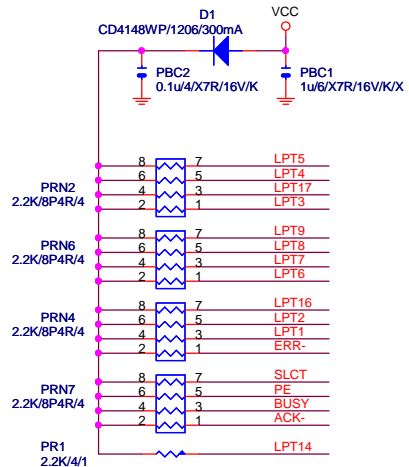 D1
VCC
CD4148WP/1206/300mA
PBC2
0.1u/4/X7R/16V/K
PBC1
1u/6/X7R/16V/K/X
8 7 LPT5
6 5 LPT4
PRN2
4 3 LPT17
2.2K/8P4R/4
2 1 LPT3
8 7 LPT9
PRN6
6 5 LPT8
2.2K/8P4R/4
4 3 LPT7
2 1 LPT6
8 7 LPT16
PRN4
6 5 LPT2
2.2K/8P4R/4
4 3 LPT1
2 1 ERR-
8 7 SLCT
PRN7
6 5 PE
2.2K/8P4R/4
4 3 BUSY
2 1 ACK-
PR1
LPT14
2.2K/4/1